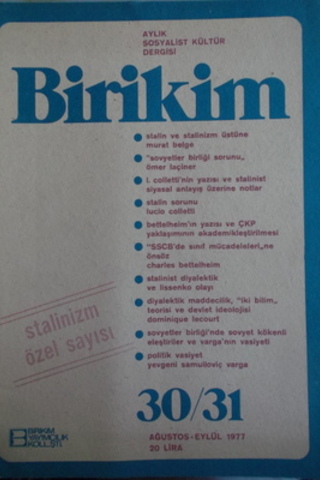 AYLIK
SOSYALİST KÜLTÜR
DERGİSİ
Birikim
stalin ve stalinizm üstüne
murat belge
"sovyetler birliği sorunu„
ömer laçiner
l. colletti'nin yazısı ve stalinist
siyasal anlayış üzerine notlar
stalin sorunu
lucio colletti
bettelheim'ın yazısı ve ÇKP
yaklaşımının akademikleştirilmesi
"SSCB'de sınıf mücadeleleri„ne
önsöz
charles bettelheim
stalinist diyalektik
ve lissenko olayı
diyalektik maddecilik, "iki bilim„
teorisi ve devlet ideolojisi
dominique lecourt
sovyetler birliği'nde sovyet kökenli
eleştiriler ve varga'nın vasiyeti
politik vasiyet
yevgeni samuiloviç varga
stalinizm
özel sayısı
30/31
AĞUSTOS-EYLÜL 1977
20 LİRA
BİRİKİM
YAYINCILIK
KOLL.ŞTİ.